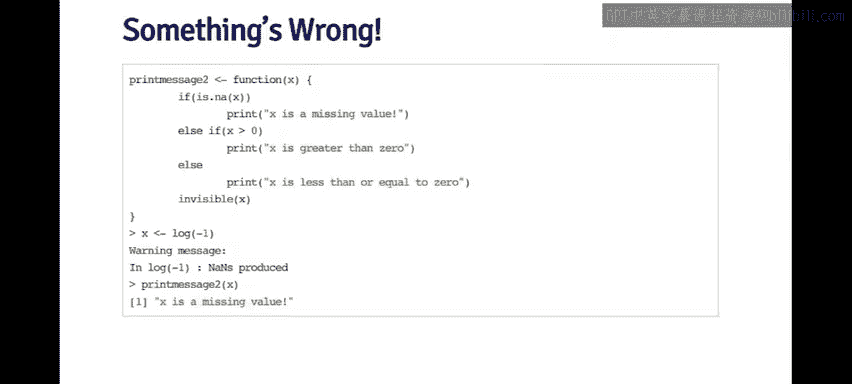 Something's Wrong!
printmessage2 <- function(x) {
        if(is.na(x))
                print("x is a missing value!")
        else if(x > 0)
                print("x is greater than zero")
        else
                print("x is less than or equal to zero")
        invisible(x)
}
> x <- log(-1)
Warning message:
In log(-1) : NaNs produced
> printmessage2(x)
[1] "x is a missing value!"